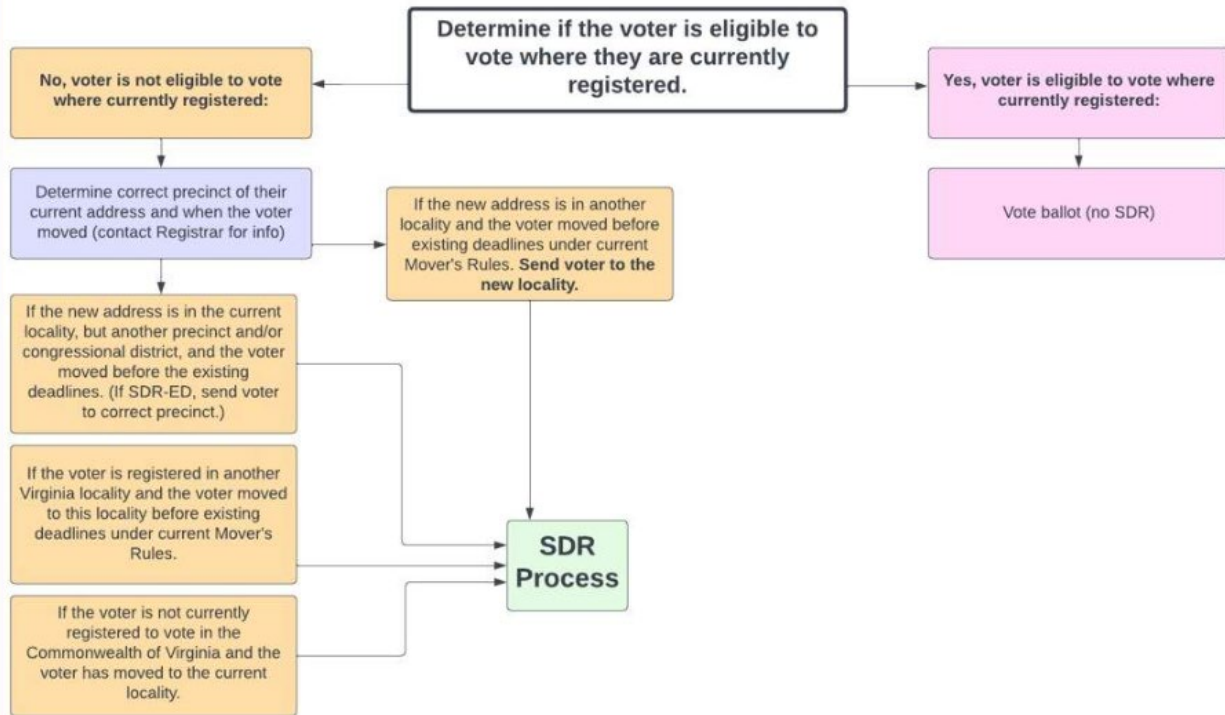 Determine if the voter is eligible to
vote where they are currently
registered.
No, voter is not eligible to vote
where currently registered:
Yes, voter is eligible to vote where
currently registered:
Determine correct precinct of their
current address and when the voter
moved (contact Registrar for info)
If the new address is in another
locality and the voter moved before
existing deadlines under current
Mover's Rules. Send voter to the
new locality.
Vote ballot (no SDR)
If the new address is in the current
locality, but another precinct and/or
congressional district, and the voter
moved before the existing
deadlines. (If SDR-ED, send voter
to correct precinct.)
If the voter is registered in another
Virginia locality and the voter moved
to this locality before existing
deadlines under current Mover's
Rules.
SDR
Process
If the voter is not currently
registered to vote in the
Commonwealth of Virginia and the
voter has moved to the current
locality.